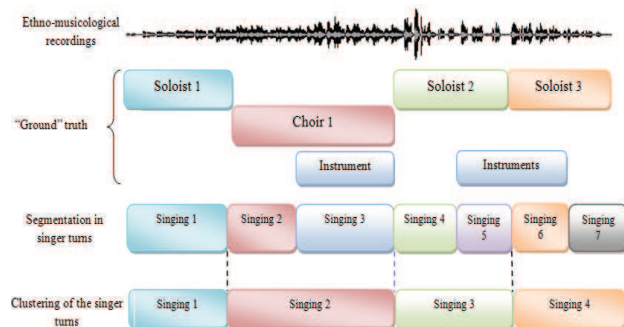 Ethno-musicological
recordings
Soloist 1
Soloist 2
Soloist 3
"Ground" truth
Choir 1
Instrument
Instruments
Segmentation in
singer turns
Singing 1
Singing 2
Singing 3
Singing 4
Singing
5
Singing
6
Singing
7
Clustering of the singer
turns
Singing 1
Singing 2
Singing 3
Singing 4